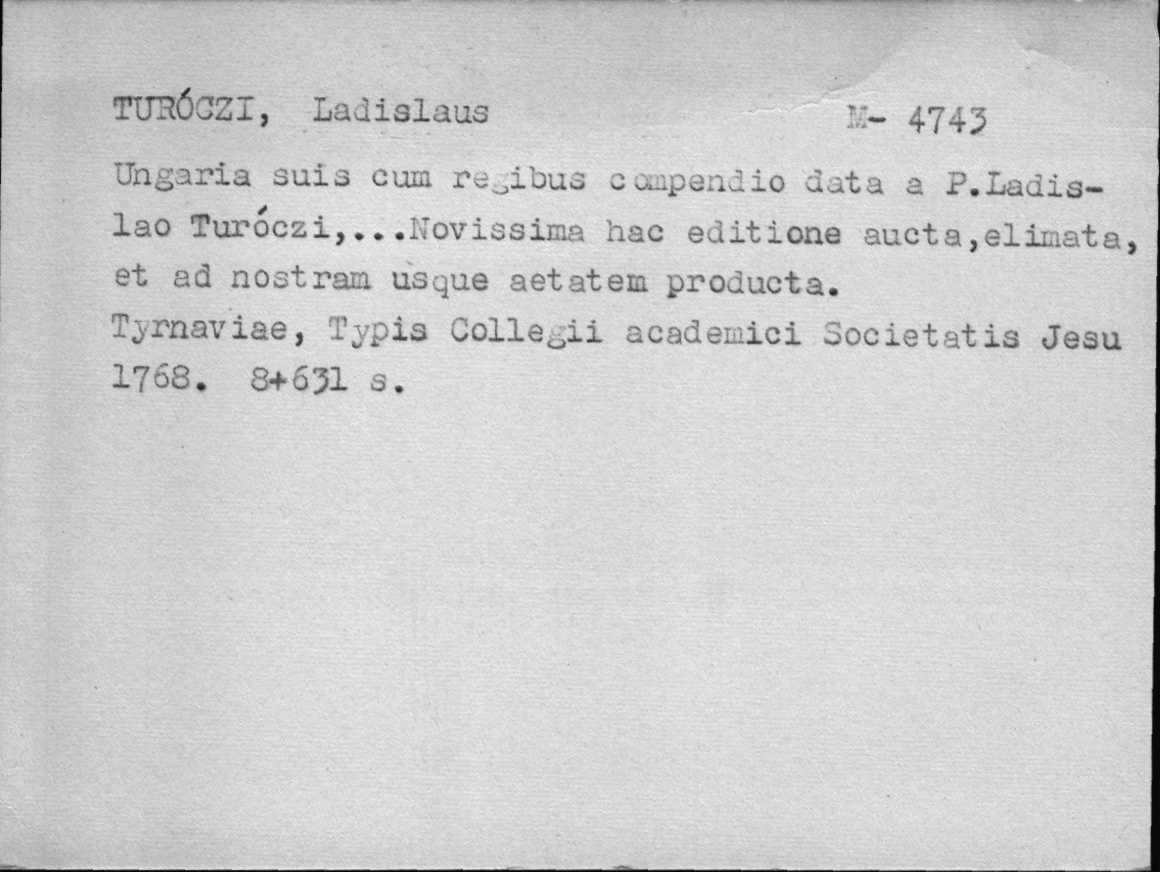 TURÓCZI, Ladislaus M- 4743
Ungaria suis cum regibus compendio data a P.Ladis-
lao Turóczi,...Novissima hac editione aucta,elimata,
et ad nostram usque aetatem producta.
Tyrnaviae, Typis Collegii academici Societatis Jesu
1768. 8+631 s.